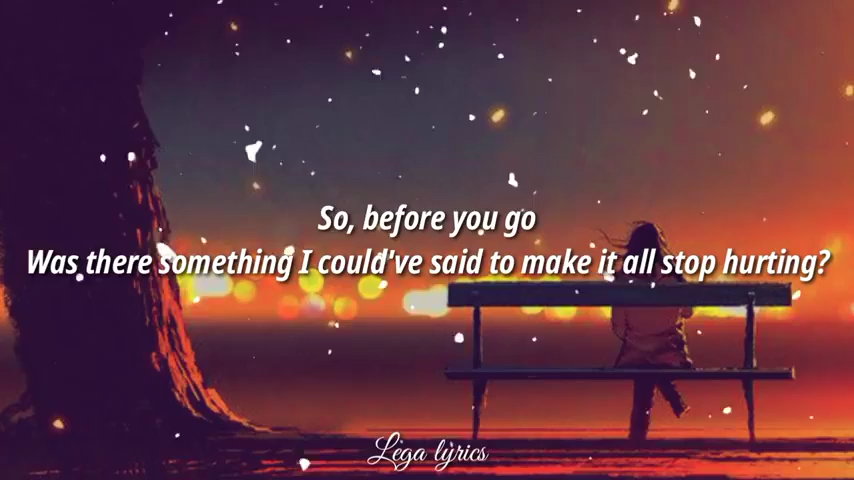 So, before you go
Was there something I could've said to make it all stop hurting?
Lega lyrics